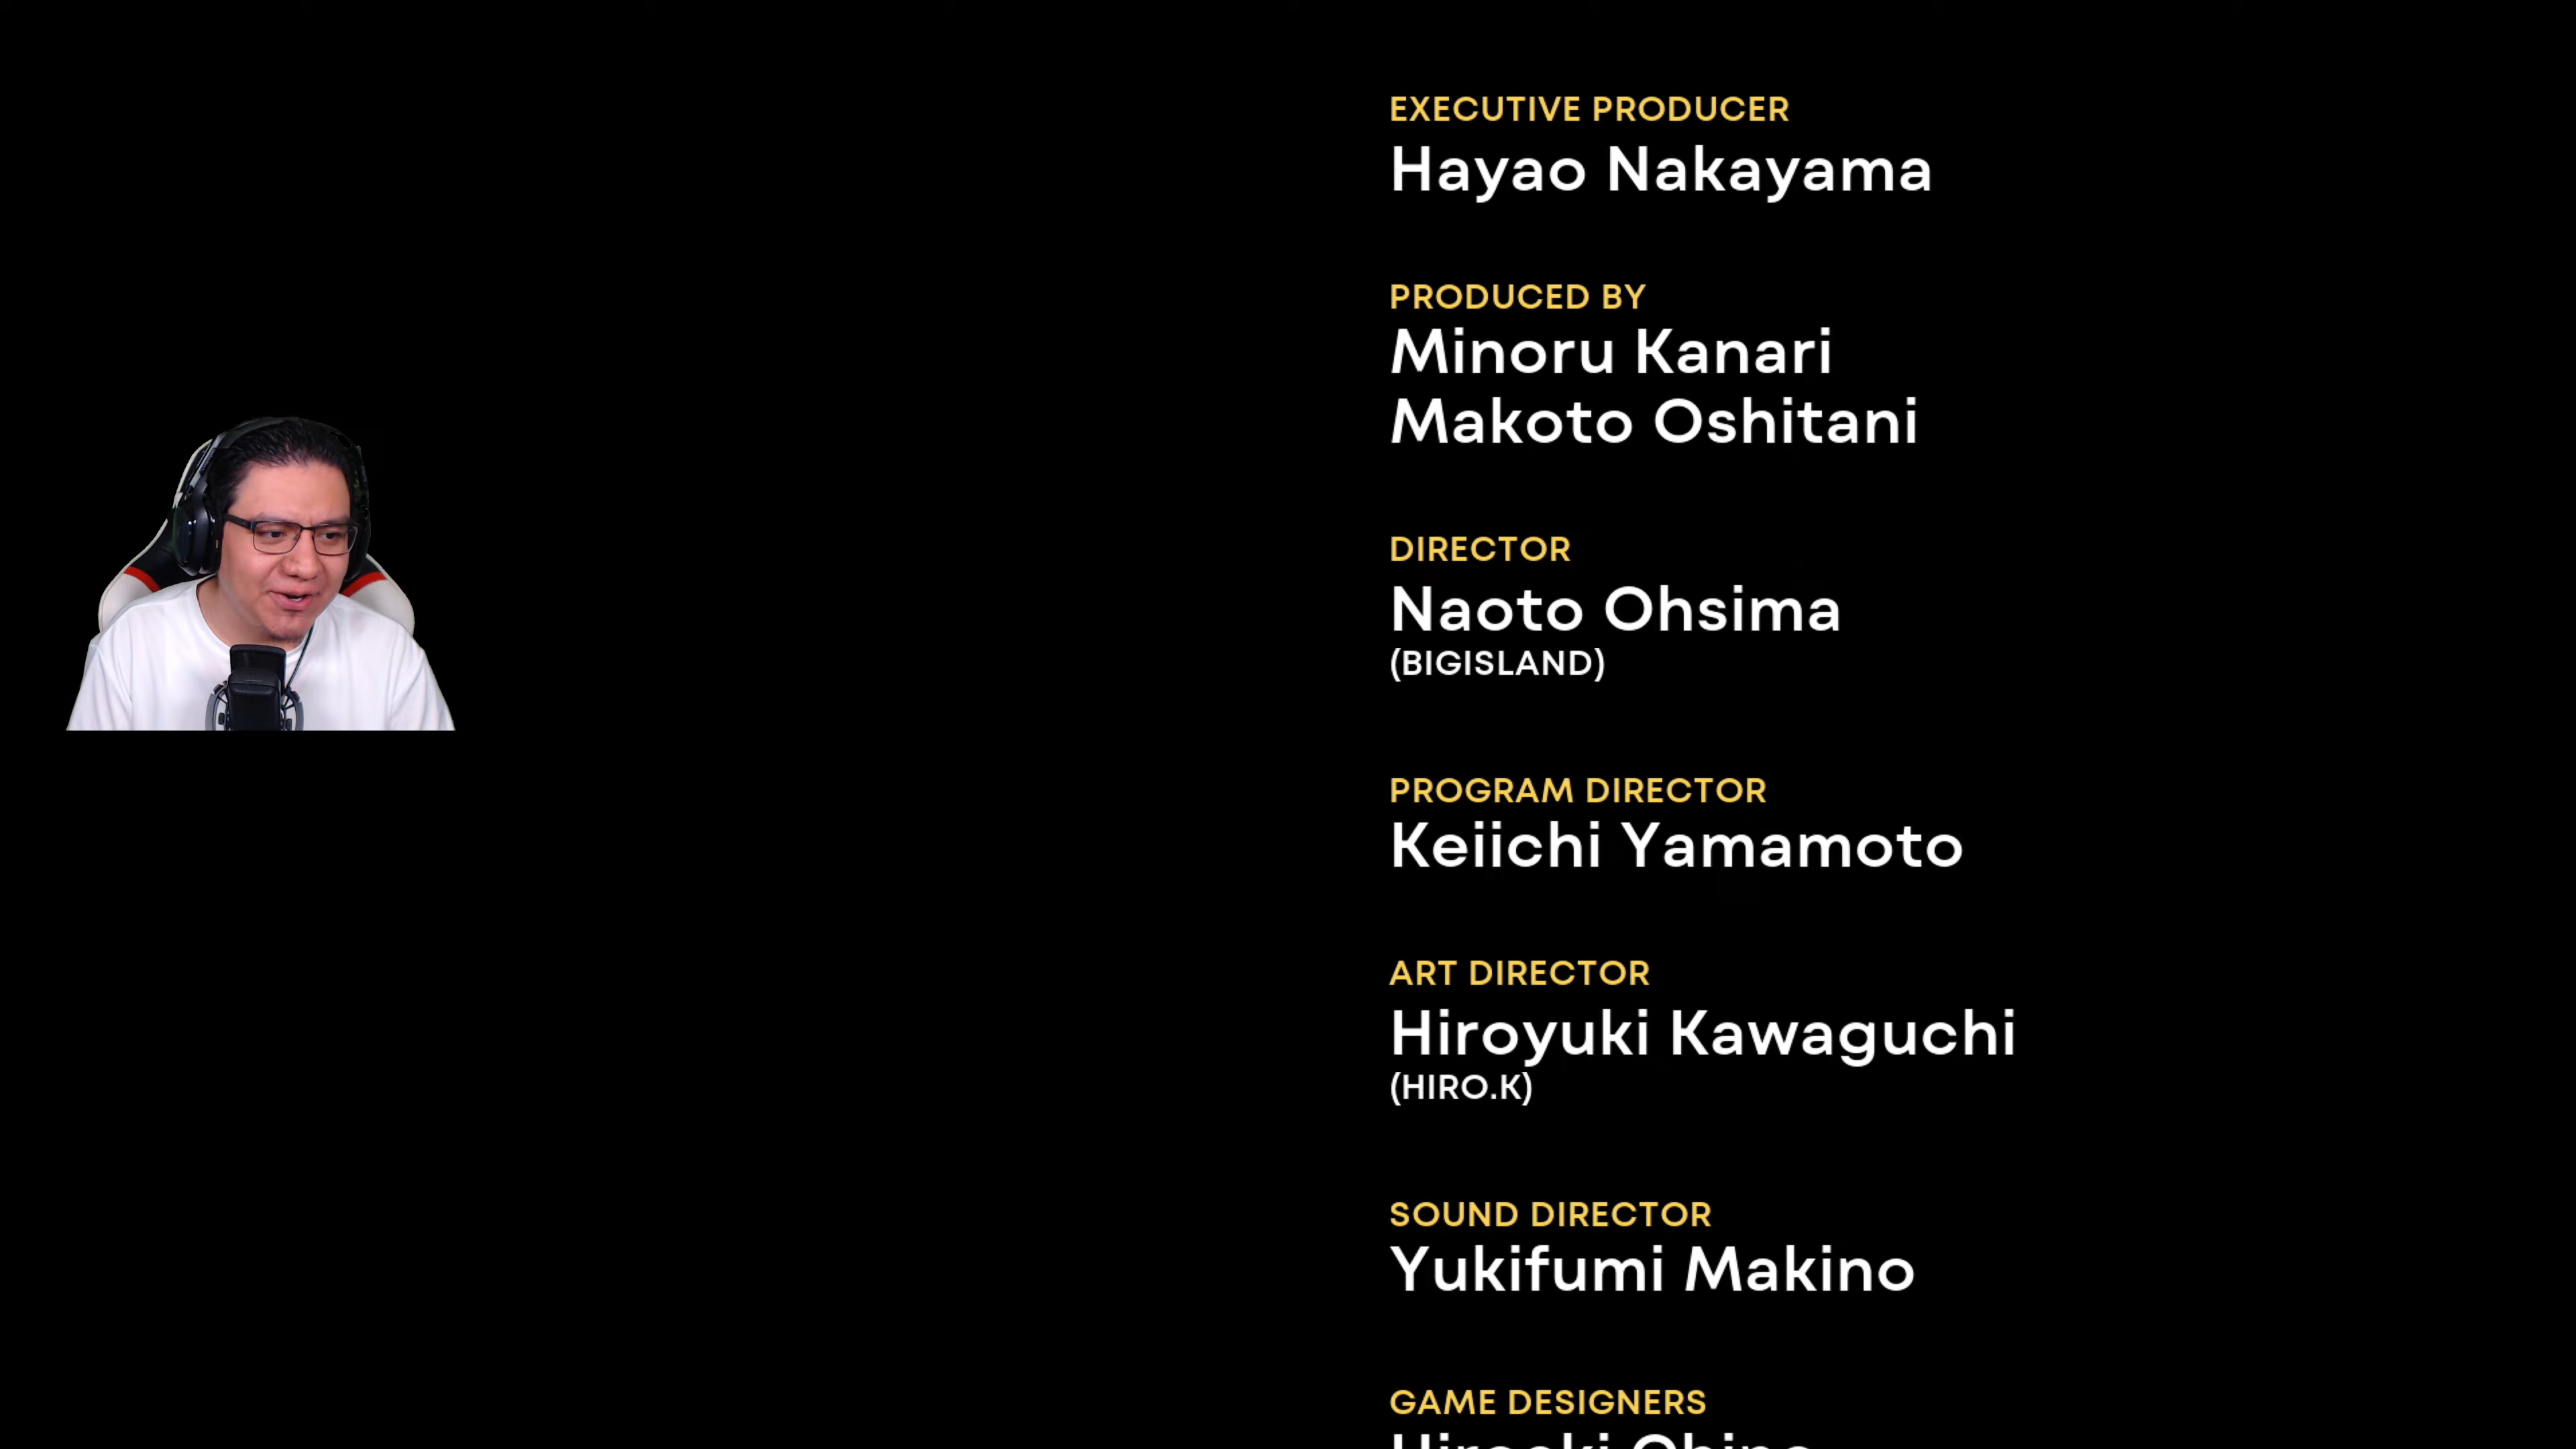 EXECUTIVE PRODUCER
Hayao Nakayama
PRODUCED BY
Minoru Kanari
Makoto Oshitani
DIRECTOR
Naoto Ohsima
(BIGISLAND)
PROGRAM DIRECTOR
Keiichi Yamamoto
ART DIRECTOR
Hiroyuki Kawaguchi
(HIRO.K)
SOUND DIRECTOR
Yukifumi Makino
GAME DESIGNERS